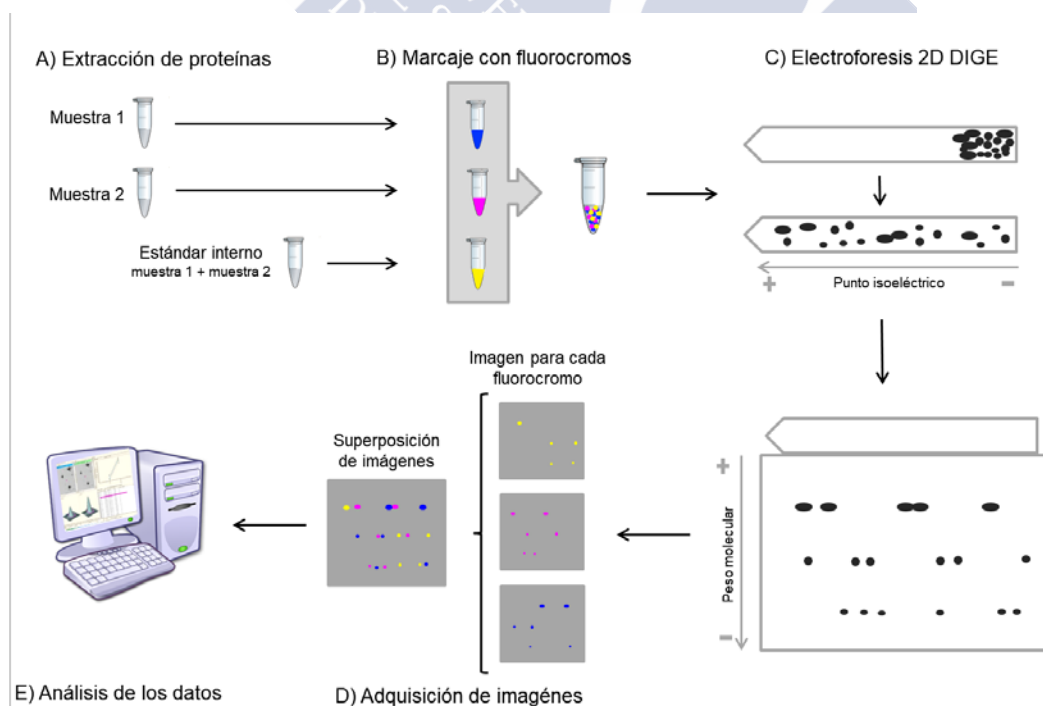 A) Extracción de proteínas
B) Marcaje con fluorocromos
C) Electroforesis 2D DIGE
Muestra 1
Muestra 2
Estándar interno
muestra 1 + muestra 2
+ Punto isoeléctrico −
Imagen para cada
fluorocromo
Superposición
de imágenes
+
Peso molecular
−
E) Análisis de los datos
D) Adquisición de imagénes